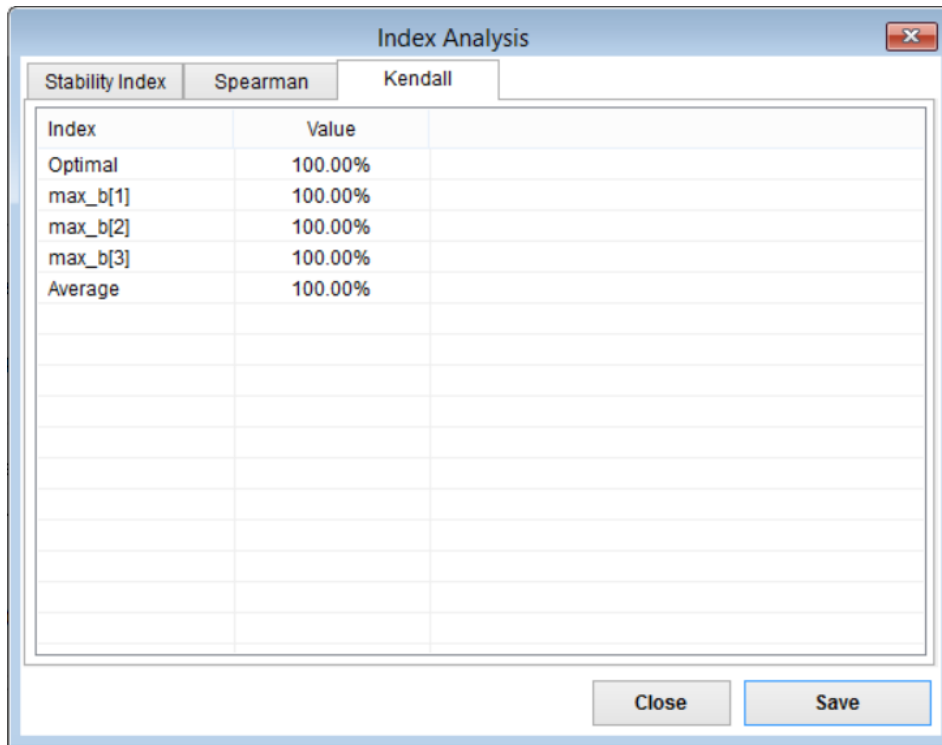 Index Analysis
Stability Index Spearman Kendall
Index Value
Optimal 100.00%
max_b[1] 100.00%
max_b[2] 100.00%
max_b[3] 100.00%
Average 100.00%
Close Save